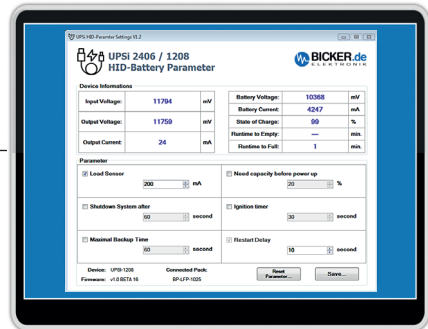 UPSi-HID-Paramter Settings V1.2
UPSi 2406 / 1208
HID-Battery Parameter
BICKER.de
ELEKTRONIK
Device Informations
Input Voltage: 11794 mV
Output Voltage: 11759 mV
Output Current: 24 mA
Battery Voltage: 10368 mV
Battery Current: 4247 mA
State of Charge: 99 %
Runtime to Empty: — min.
Runtime to Full: 1 min.
Parameter
Load Sensor
200 mA
Need capacity before power up
20 %
Shutdown System after
60 second
Ignition timer
30 second
Maximal Backup Time
60 second
Restart Delay
10 second
Device: UPSI-1208 Connected Pack:
Firmware: v1.0 BETA 16 BP-LFP-1025
Reset
Parameter...
Save...